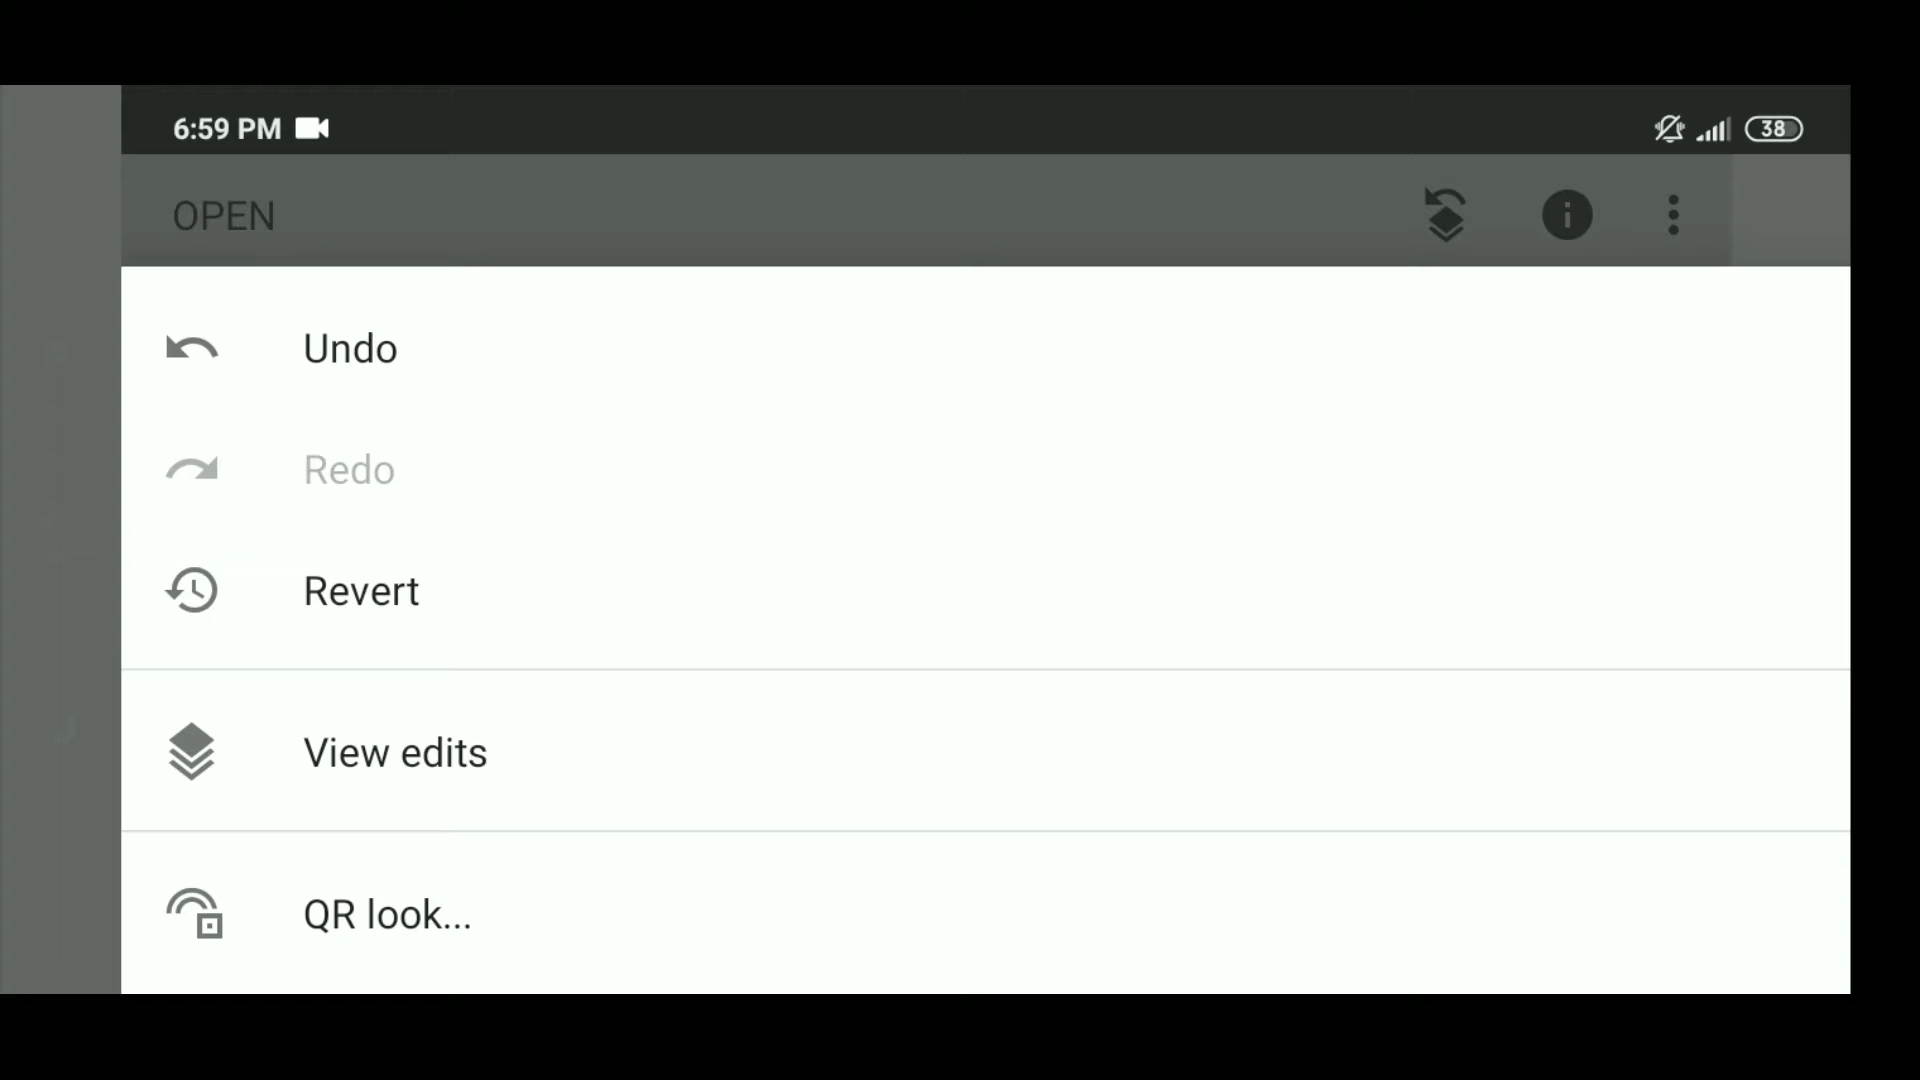 6:59 PM
38
OPEN
Undo
Redo
Revert
View edits
QR look...